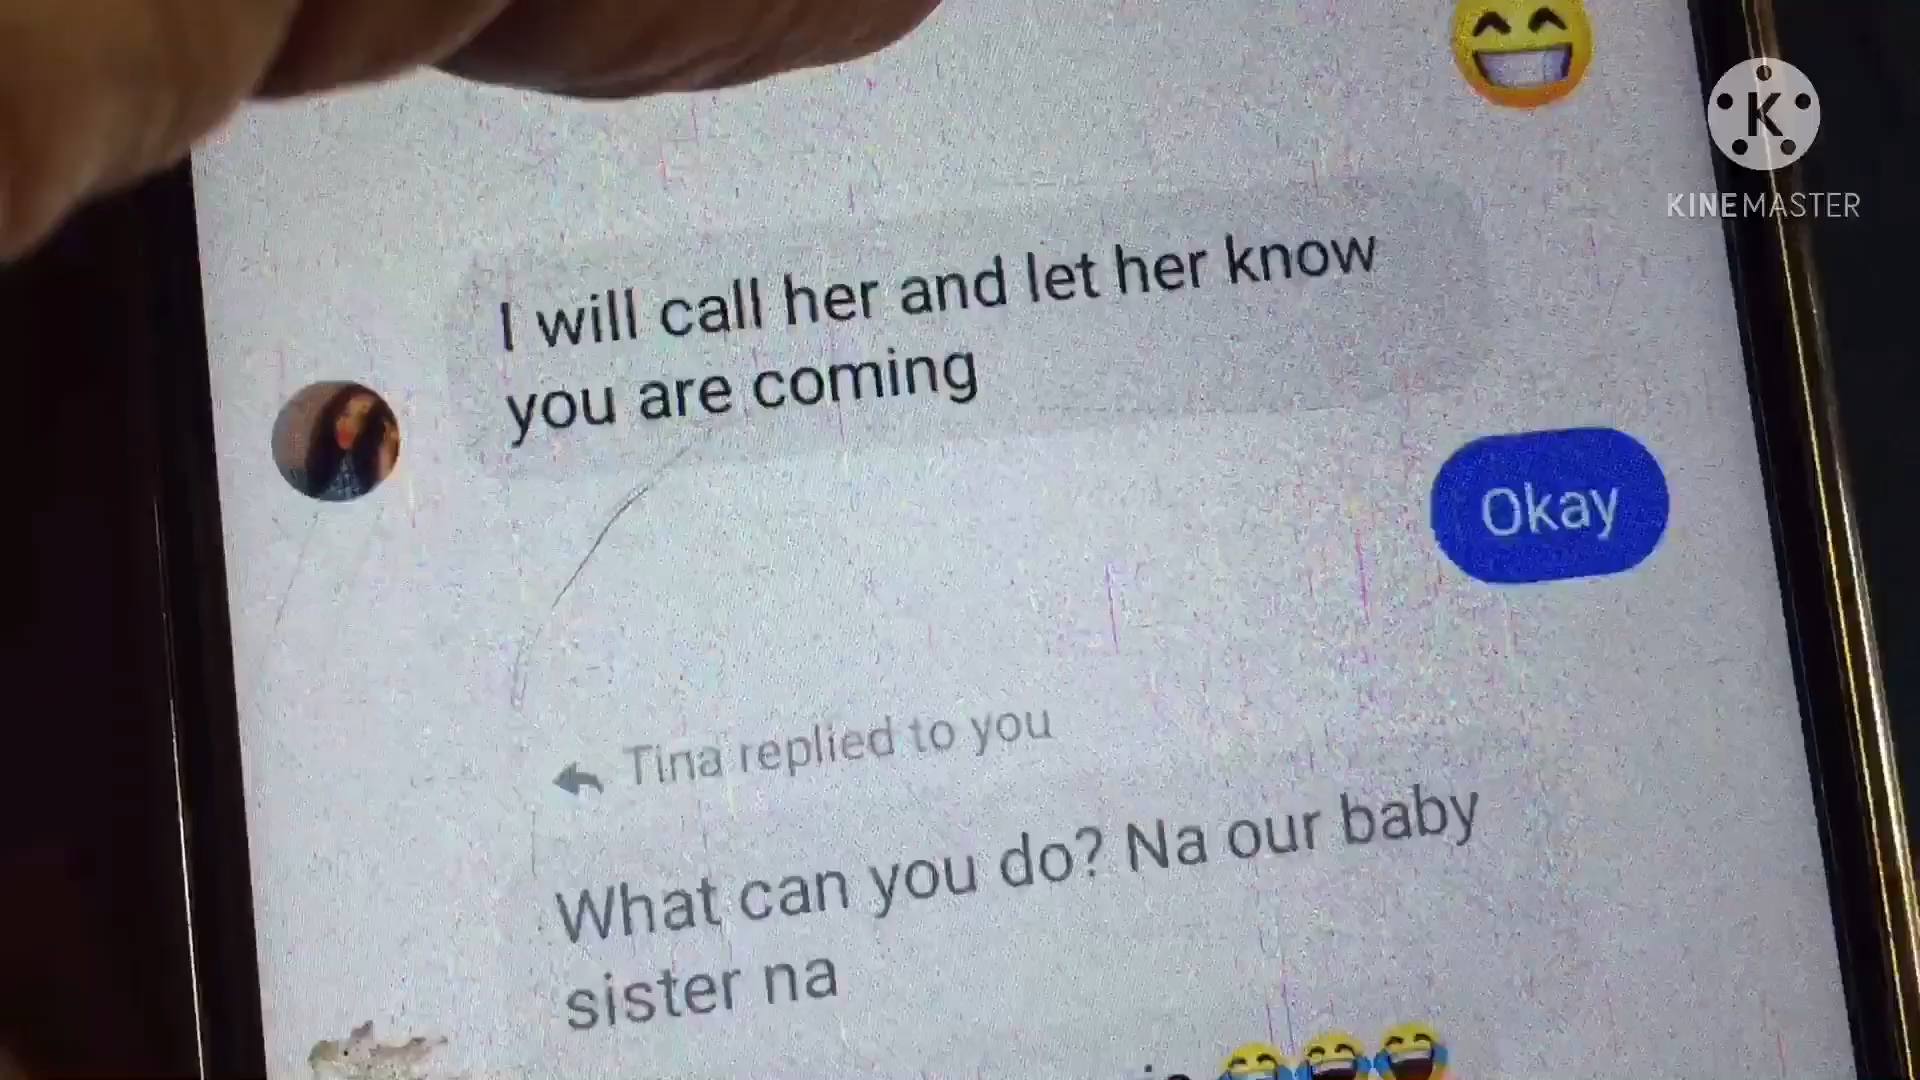 K
KINEMASTER
I will call her and let her know
you are coming
Okay
Tina replied to you
What can you do? Na our baby
sister na